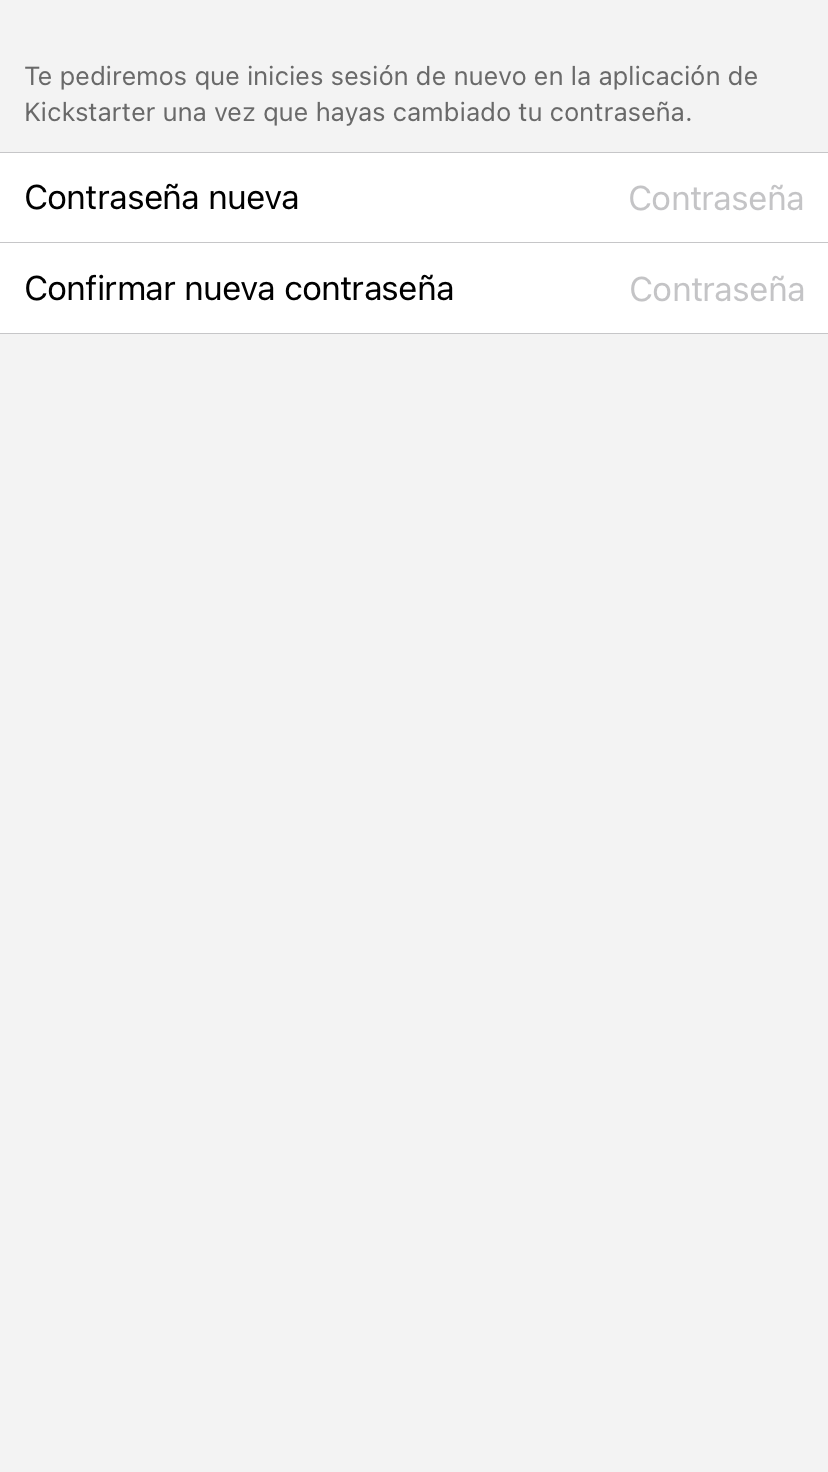 Te pediremos que inicies sesión de nuevo en la aplicación de
Kickstarter una vez que hayas cambiado tu contraseña.
Contraseña nueva Contraseña
Confirmar nueva contraseña Contraseña